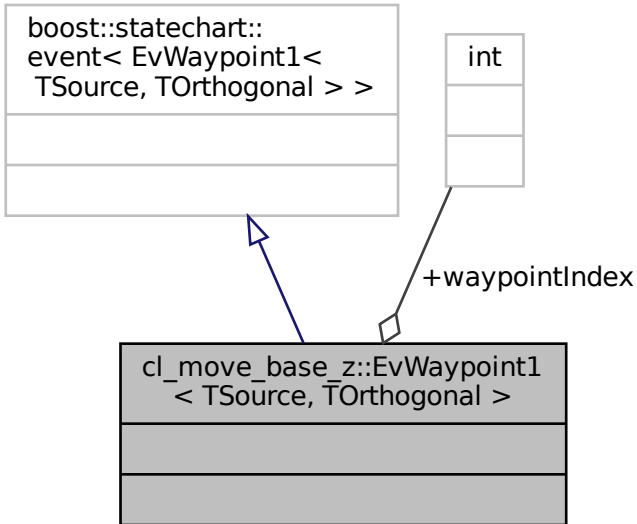 boost::statechart::
event< EvWaypoint1<
TSource, TOrthogonal > >
int
+waypointIndex
cl_move_base_z::EvWaypoint1
< TSource, TOrthogonal >